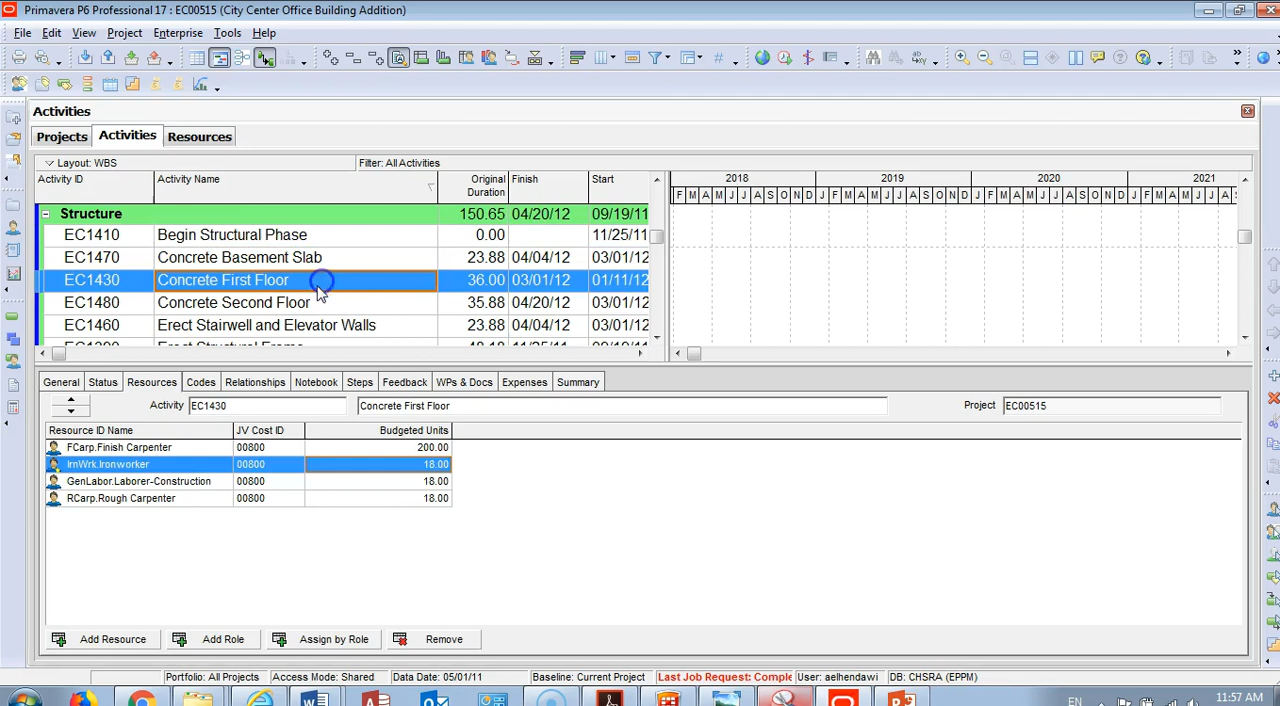 Primavera P6 Professional 17 : EC00515 (City Center Office Building Addition)
File Edit View Project Enterprise Tools Help
Activities
Projects Activities Resources
Layout: WBS Filter: All Activities
Activity ID Activity Name Original Duration Finish Start 2018 2019 2020 2021
F M A M J J A S O N D J F M A M J J A S O N D J F M A M J J A S O N D J F M A M J J A S
Structure 150.65 04/20/12 09/19/11
EC1410 Begin Structural Phase 0.00 11/25/11
EC1470 Concrete Basement Slab 23.88 04/04/12 03/01/12
EC1430 Concrete First Floor 36.00 03/01/12 01/11/12
EC1480 Concrete Second Floor 35.88 04/20/12 03/01/12
EC1460 Erect Stairwell and Elevator Walls 23.88 04/04/12 03/01/12
General Status Resources Codes Relationships Notebook Steps Feedback WPs & Docs Expenses Summary
Activity EC1430 Concrete First Floor Project EC00515
Resource ID Name JV Cost ID Budgeted Units
FCarp.Finish Carpenter 00800 200.00
IrnWrk.Ironworker 00800 18.00
GenLabor.Laborer-Construction 00800 18.00
RCarp.Rough Carpenter 00800 18.00
Add Resource Add Role Assign by Role Remove
Portfolio: All Projects Access Mode: Shared Data Date: 05/01/11 Baseline: Current Project Last Job Request: Comple User: aelhendawi DB: CHSRA (EPPM)
EN 11:57 AM